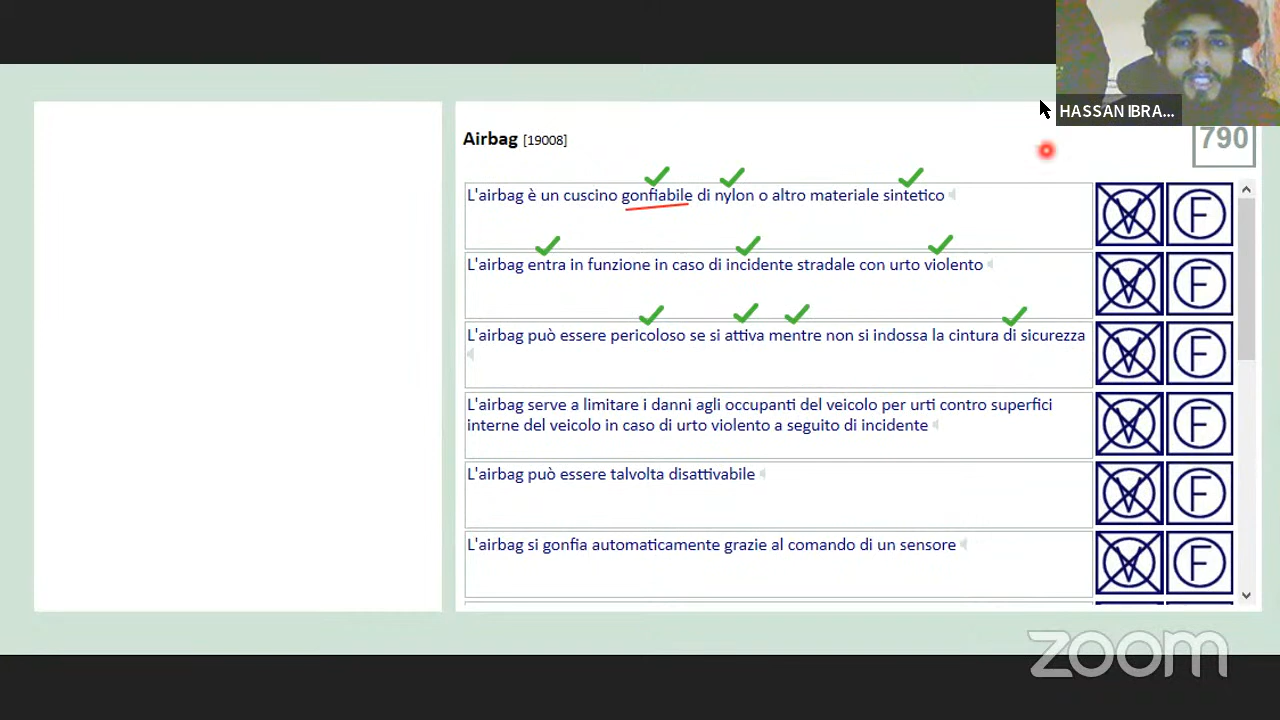 HASSAN IBRA...
Airbag [19008]
790
L'airbag è un cuscino gonfiabile di nylon o altro materiale sintetico
V F
L'airbag entra in funzione in caso di incidente stradale con urto violento
V F
L'airbag può essere pericoloso se si attiva mentre non si indossa la cintura di sicurezza
V F
L'airbag serve a limitare i danni agli occupanti del veicolo per urti contro superfici
interne del veicolo in caso di urto violento a seguito di incidente
V F
L'airbag può essere talvolta disattivabile
V F
L'airbag si gonfia automaticamente grazie al comando di un sensore
V F
zoom